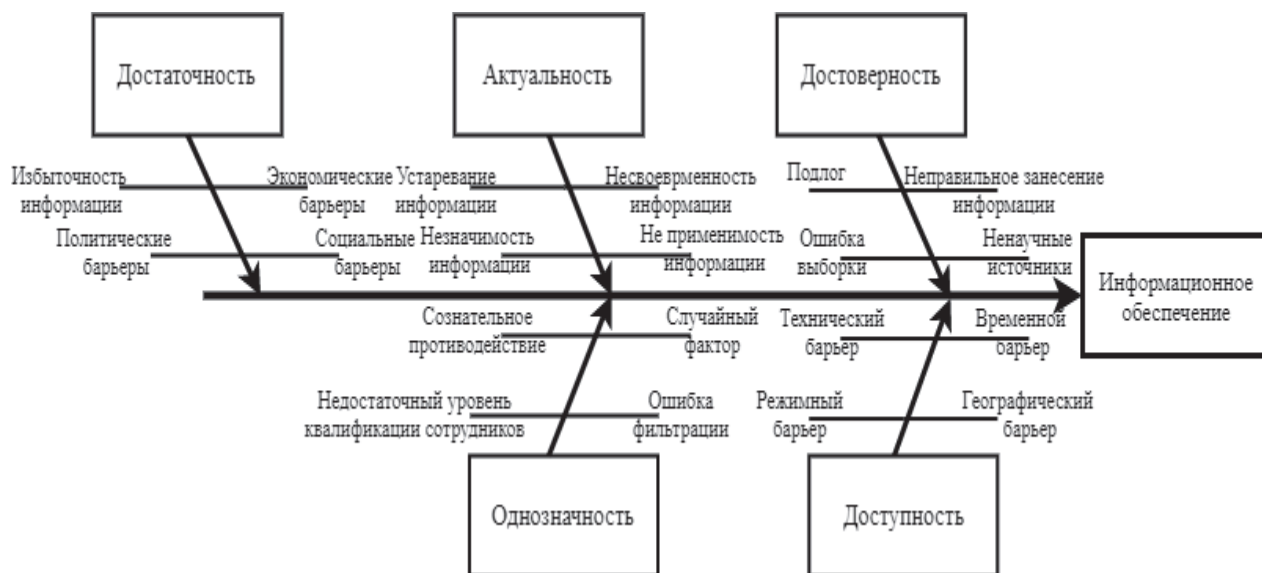 Достаточность
Актуальность
Достоверность
Избыточность
информации
Экономические
барьеры
Устаревание
информации
Несвоеврменность
информации
Подлог
Неправильное занесение
информации
Политические
барьеры
Социальные
барьеры
Незначимость
информации
Не применимость
информации
Ошибка
выборки
Ненаучные
источники
Информационное
обеспечение
Сознательное
противодействие
Случайный
фактор
Технический
барьер
Временной
барьер
Недостаточный уровень
квалификации сотрудников
Ошибка
фильтрации
Режимный
барьер
Географический
барьер
Однозначность
Доступность